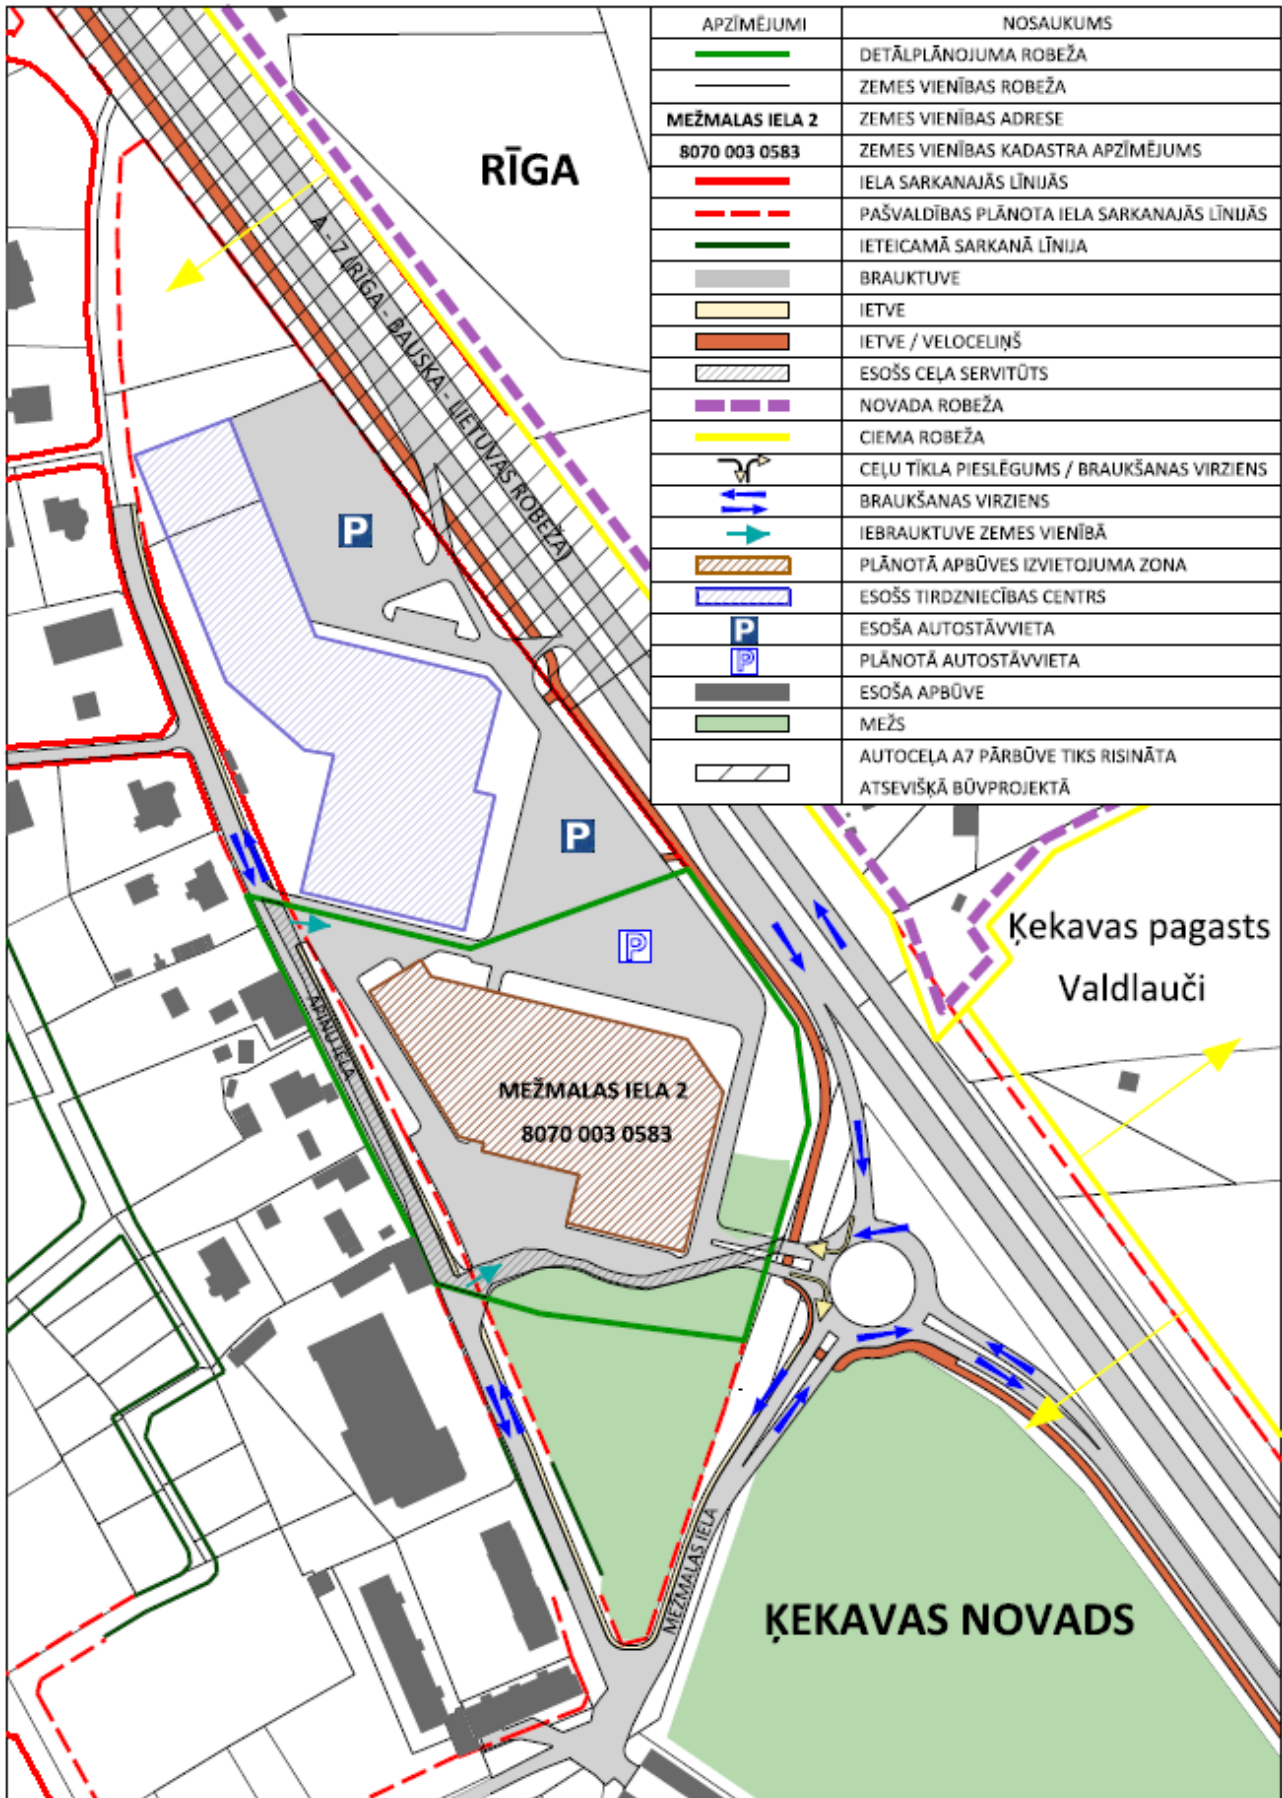 APZĪMĒJUMI NOSAUKUMS
DETĀLPLĀNOJUMA ROBEŽA
ZEMES VIENĪBAS ROBEŽA
MEŽMALAS IELA 2 ZEMES VIENĪBAS ADRESE
8070 003 0583 ZEMES VIENĪBAS KADASTRA APZĪMĒJUMS
IELA SARKANAJĀS LĪNIJĀS
PAŠVALDĪBAS PLĀNOTA IELA SARKANAJĀS LĪNIJĀS
IETEICAMĀ SARKANĀ LĪNIJA
BRAUKTUVE
IETVE
IETVE / VELOCELIŅŠ
ESOŠS CEĻA SERVITŪTS
NOVADA ROBEŽA
CIEMA ROBEŽA
CEĻU TĪKLA PIESLĒGUMS / BRAUKŠANAS VIRZIENS
BRAUKŠANAS VIRZIENS
IEBRAUKTUVE ZEMES VIENĪBĀ
PLĀNOTĀ APBŪVES IZVIETOJUMA ZONA
ESOŠS TIRDZNIECĪBAS CENTRS
P ESOŠA AUTOSTĀVVIETA
P PLĀNOTĀ AUTOSTĀVVIETA
ESOŠA APBŪVE
MEŽS
AUTOCEĻA A7 PĀRBŪVE TIKS RISINĀTA
ATSEVIŠĶĀ BŪVPROJEKTĀ
RĪGA
A - 7 (RĪGA - BAUSKA - LIETUVAS ROBEŽA)
P
P
P
Ķekavas pagasts
Valdlauči
APIŅU IELA
MEŽMALAS IELA 2
8070 003 0583
MEŽMALAS IELA
ĶEKAVAS NOVADS